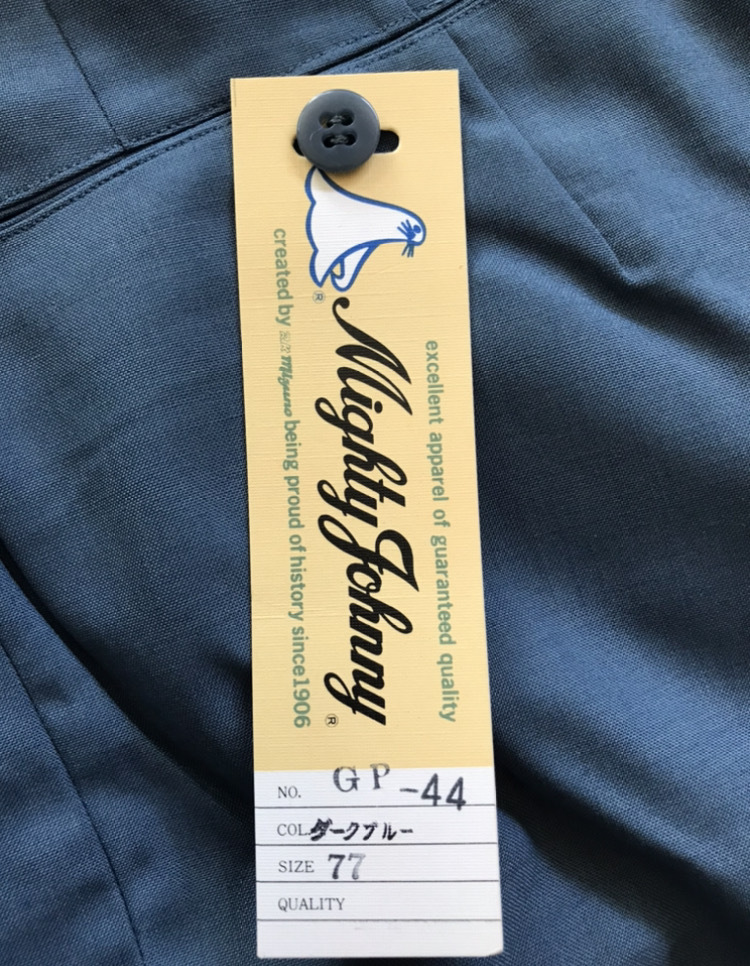 excellent apparel of guaranteed quality
Mighty Johnny®
®
created by Mizuno being proud of history since1906
NO. GP-44
COL. ダークブルー
SIZE 77
QUALITY